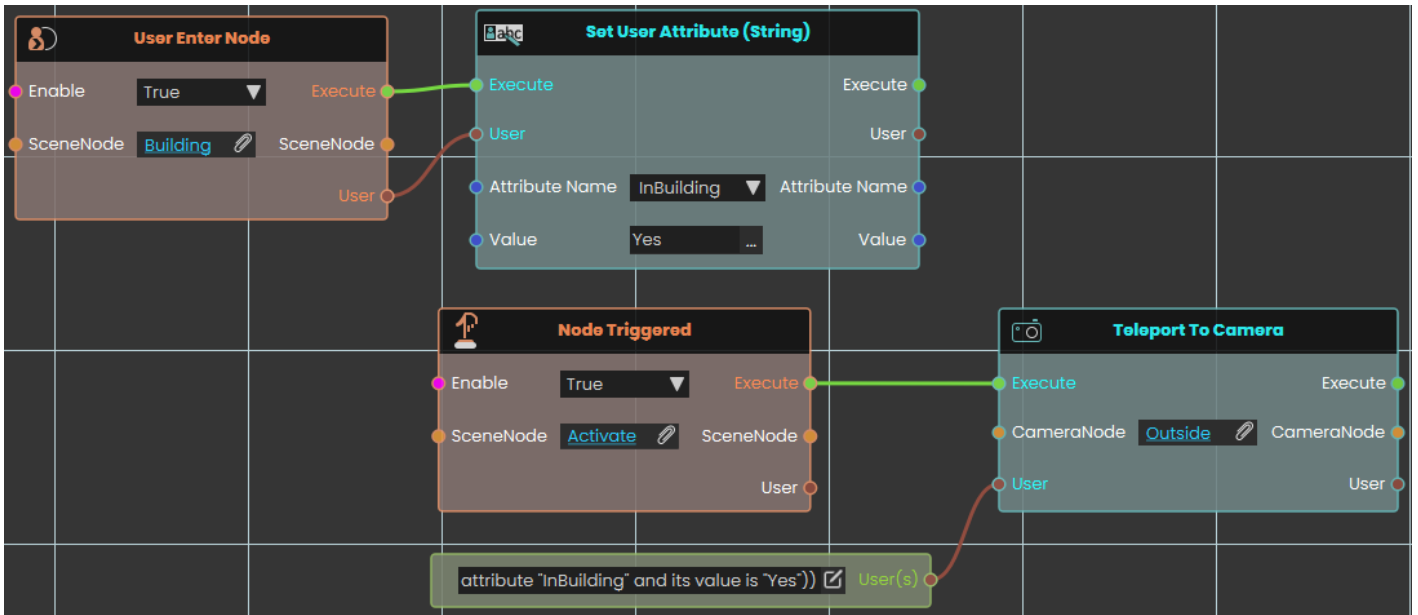 User Enter Node
Enable True Execute
SceneNode Building SceneNode
User
abc Set User Attribute (String)
Execute Execute
User User
Attribute Name InBuilding Attribute Name
Value Yes ... Value
Node Triggered
Enable True Execute
SceneNode Activate SceneNode
User
Teleport To Camera
Execute Execute
CameraNode Outside CameraNode
User User
attribute "InBuilding" and its value is "Yes")) User(s)